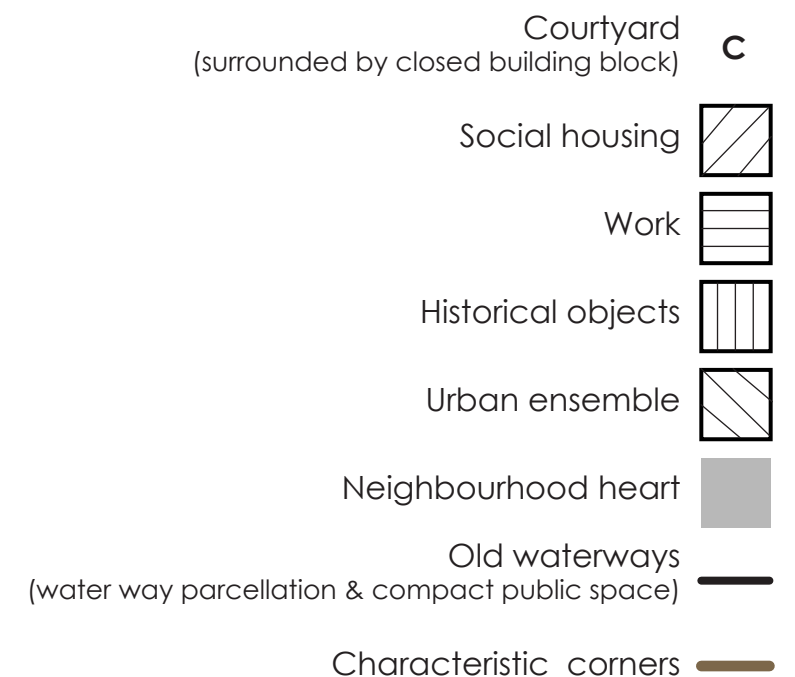 Courtyard
(surrounded by closed building block)
C
Social housing
Work
Historical objects
Urban ensemble
Neighbourhood heart
Old waterways
(water way parcellation & compact public space)
Characteristic corners